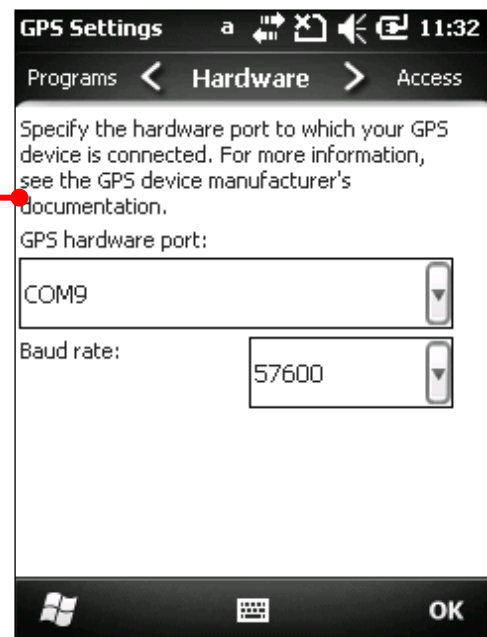 GPS Settings a 11:32
Programs < Hardware > Access
Specify the hardware port to which your GPS
device is connected. For more information,
see the GPS device manufacturer's
documentation.
GPS hardware port:
COM9
Baud rate:
57600
OK